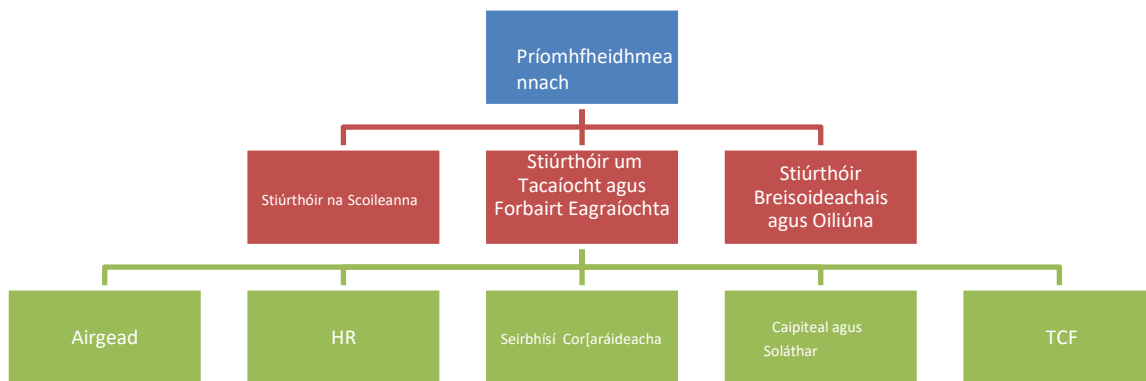 Príomhfheidhmea
nnach
Stiúrthóir na Scoileanna
Stiúrthóir um
Tacaíocht agus
Forbairt Eagraíochta
Stiúrthóir
Breisoideachais
agus Oiliúna
Airgead
HR
Seirbhísí Cor[aráideacha
Caipiteal agus
Soláthar
TCF